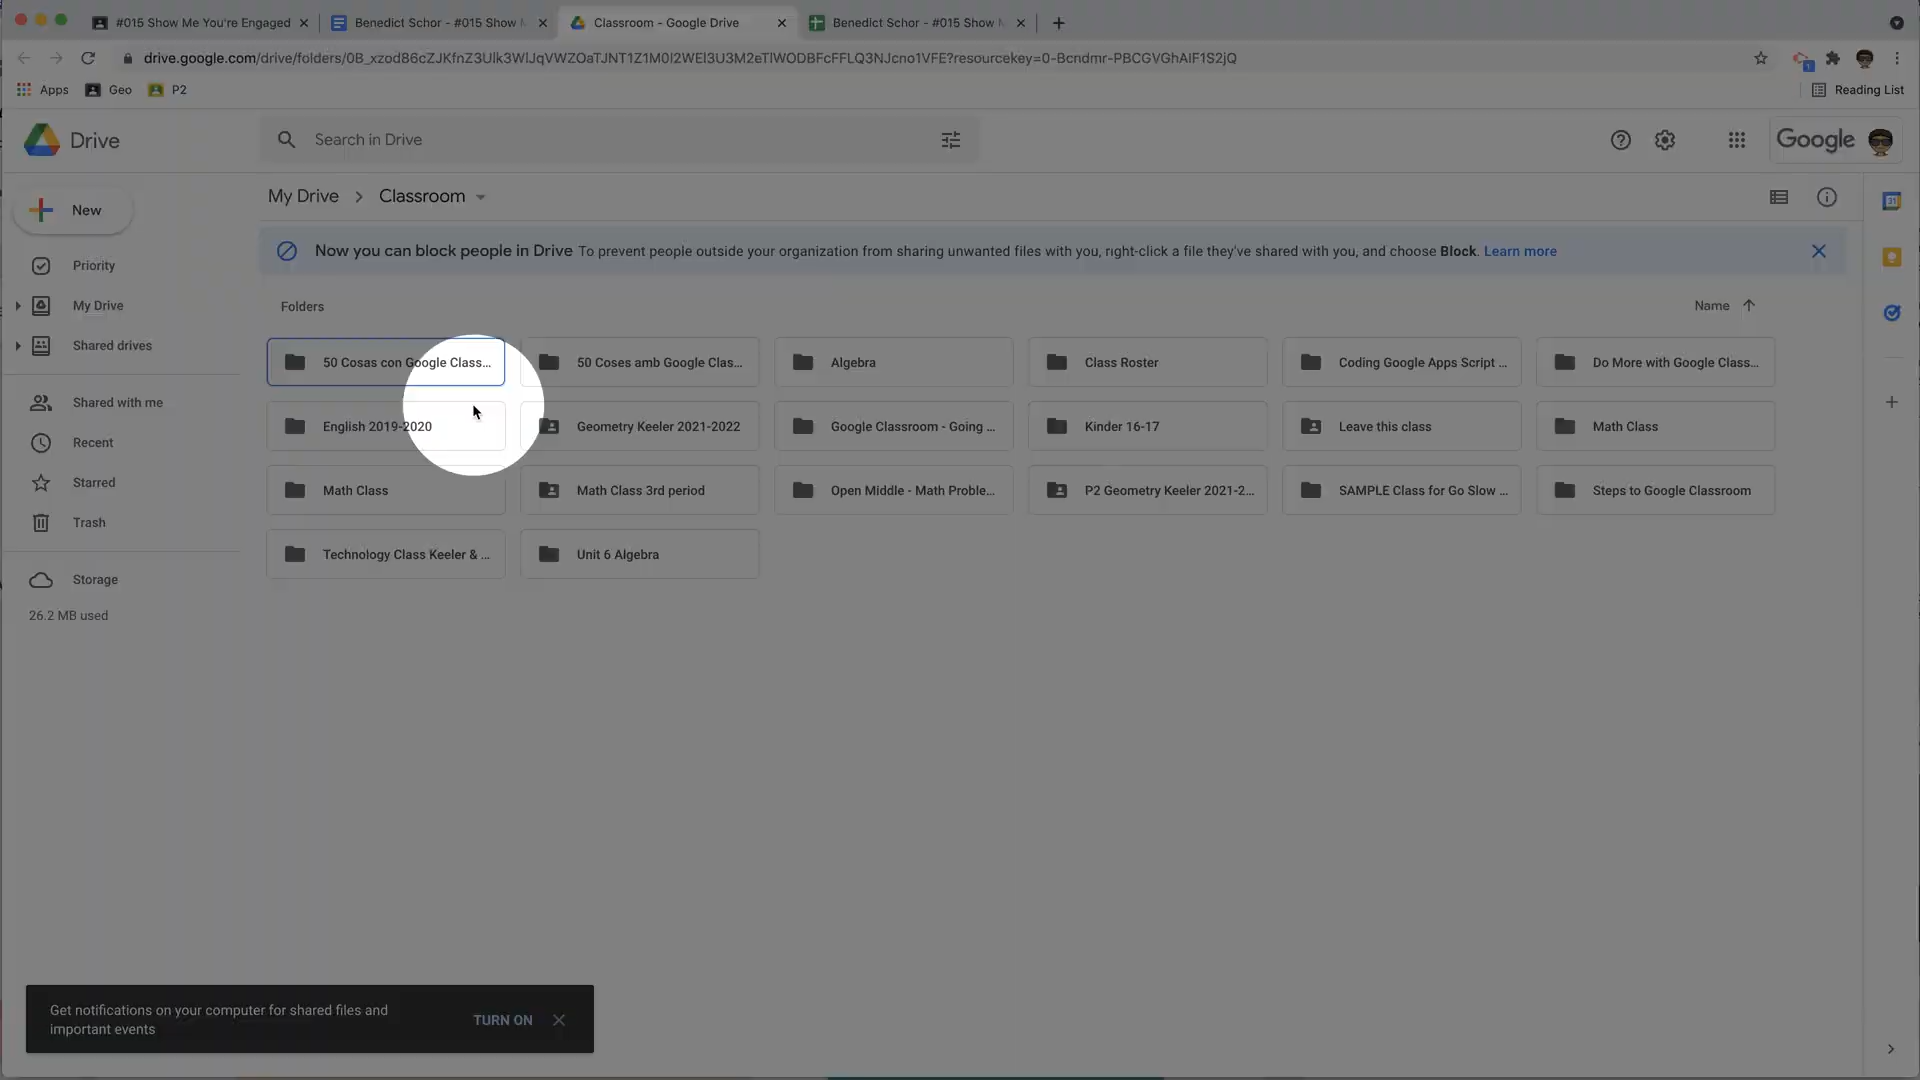 #015 Show Me You're Engaged
Benedict Schor - #015 Show M
Classroom - Google Drive
Benedict Schor - #015 Show M
drive.google.com/drive/folders/0B_xzod86cZJKfnZ3Ulk3WlJqVWZOaTJNT1Z1M0l2WEl3U3M2eTlWODBFcFFLQ3NJcno1VFE?resourcekey=0-Bcndmr-PBCGVGhAIF1S2jQ
1
Apps
Geo
P2
Reading List
Drive
Search in Drive
Google
New
My Drive
Classroom
31
Now you can block people in Drive To prevent people outside your organization from sharing unwanted files with you, right-click a file they've shared with you, and choose Block. Learn more
Priority
My Drive
Shared drives
Shared with me
Recent
Starred
Trash
Storage
26.2 MB used
Folders
Name
50 Cosas con Google Class...
50 Coses amb Google Clas...
Algebra
Class Roster
Coding Google Apps Script ...
Do More with Google Class...
English 2019-2020
Geometry Keeler 2021-2022
Google Classroom - Going ...
Kinder 16-17
Leave this class
Math Class
Math Class
Math Class 3rd period
Open Middle - Math Proble...
P2 Geometry Keeler 2021-2...
SAMPLE Class for Go Slow ...
Steps to Google Classroom
Technology Class Keeler & ...
Unit 6 Algebra
Get notifications on your computer for shared files and
important events
TURN ON